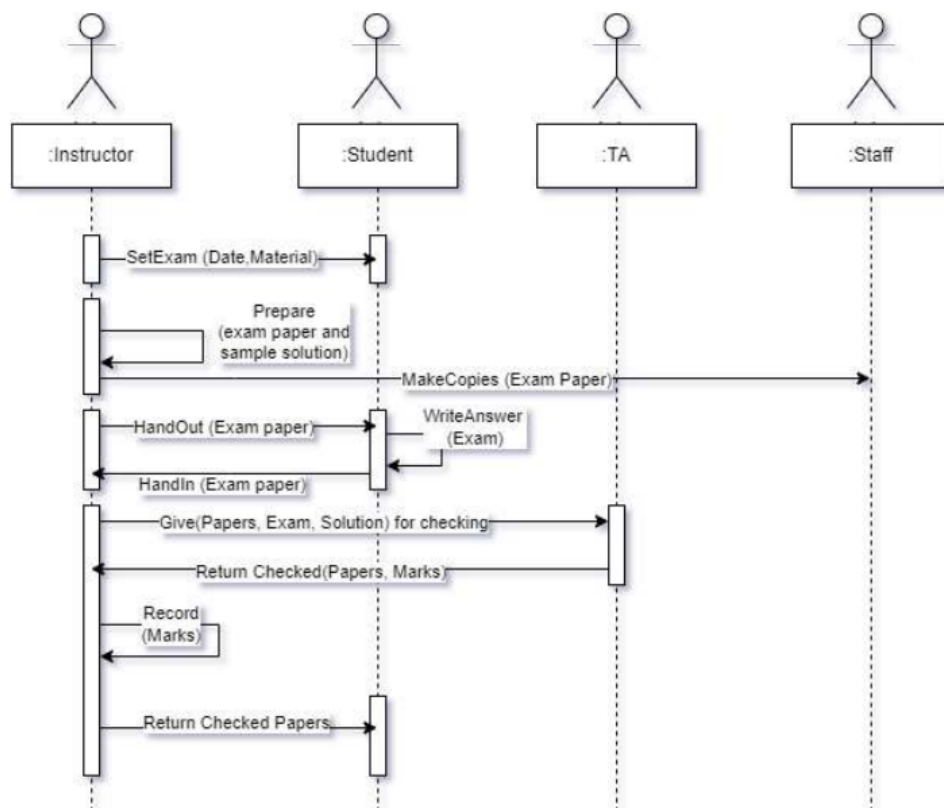 :Instructor
:Student
:TA
:Staff
SetExam (Date,Material)
Prepare
(exam paper and
sample solution)
MakeCopies (Exam Paper)
HandOut (Exam paper)
WriteAnswer
(Exam)
HandIn (Exam paper)
Give(Papers, Exam, Solution) for checking
Return Checked(Papers, Marks)
Record
(Marks)
Return Checked Papers